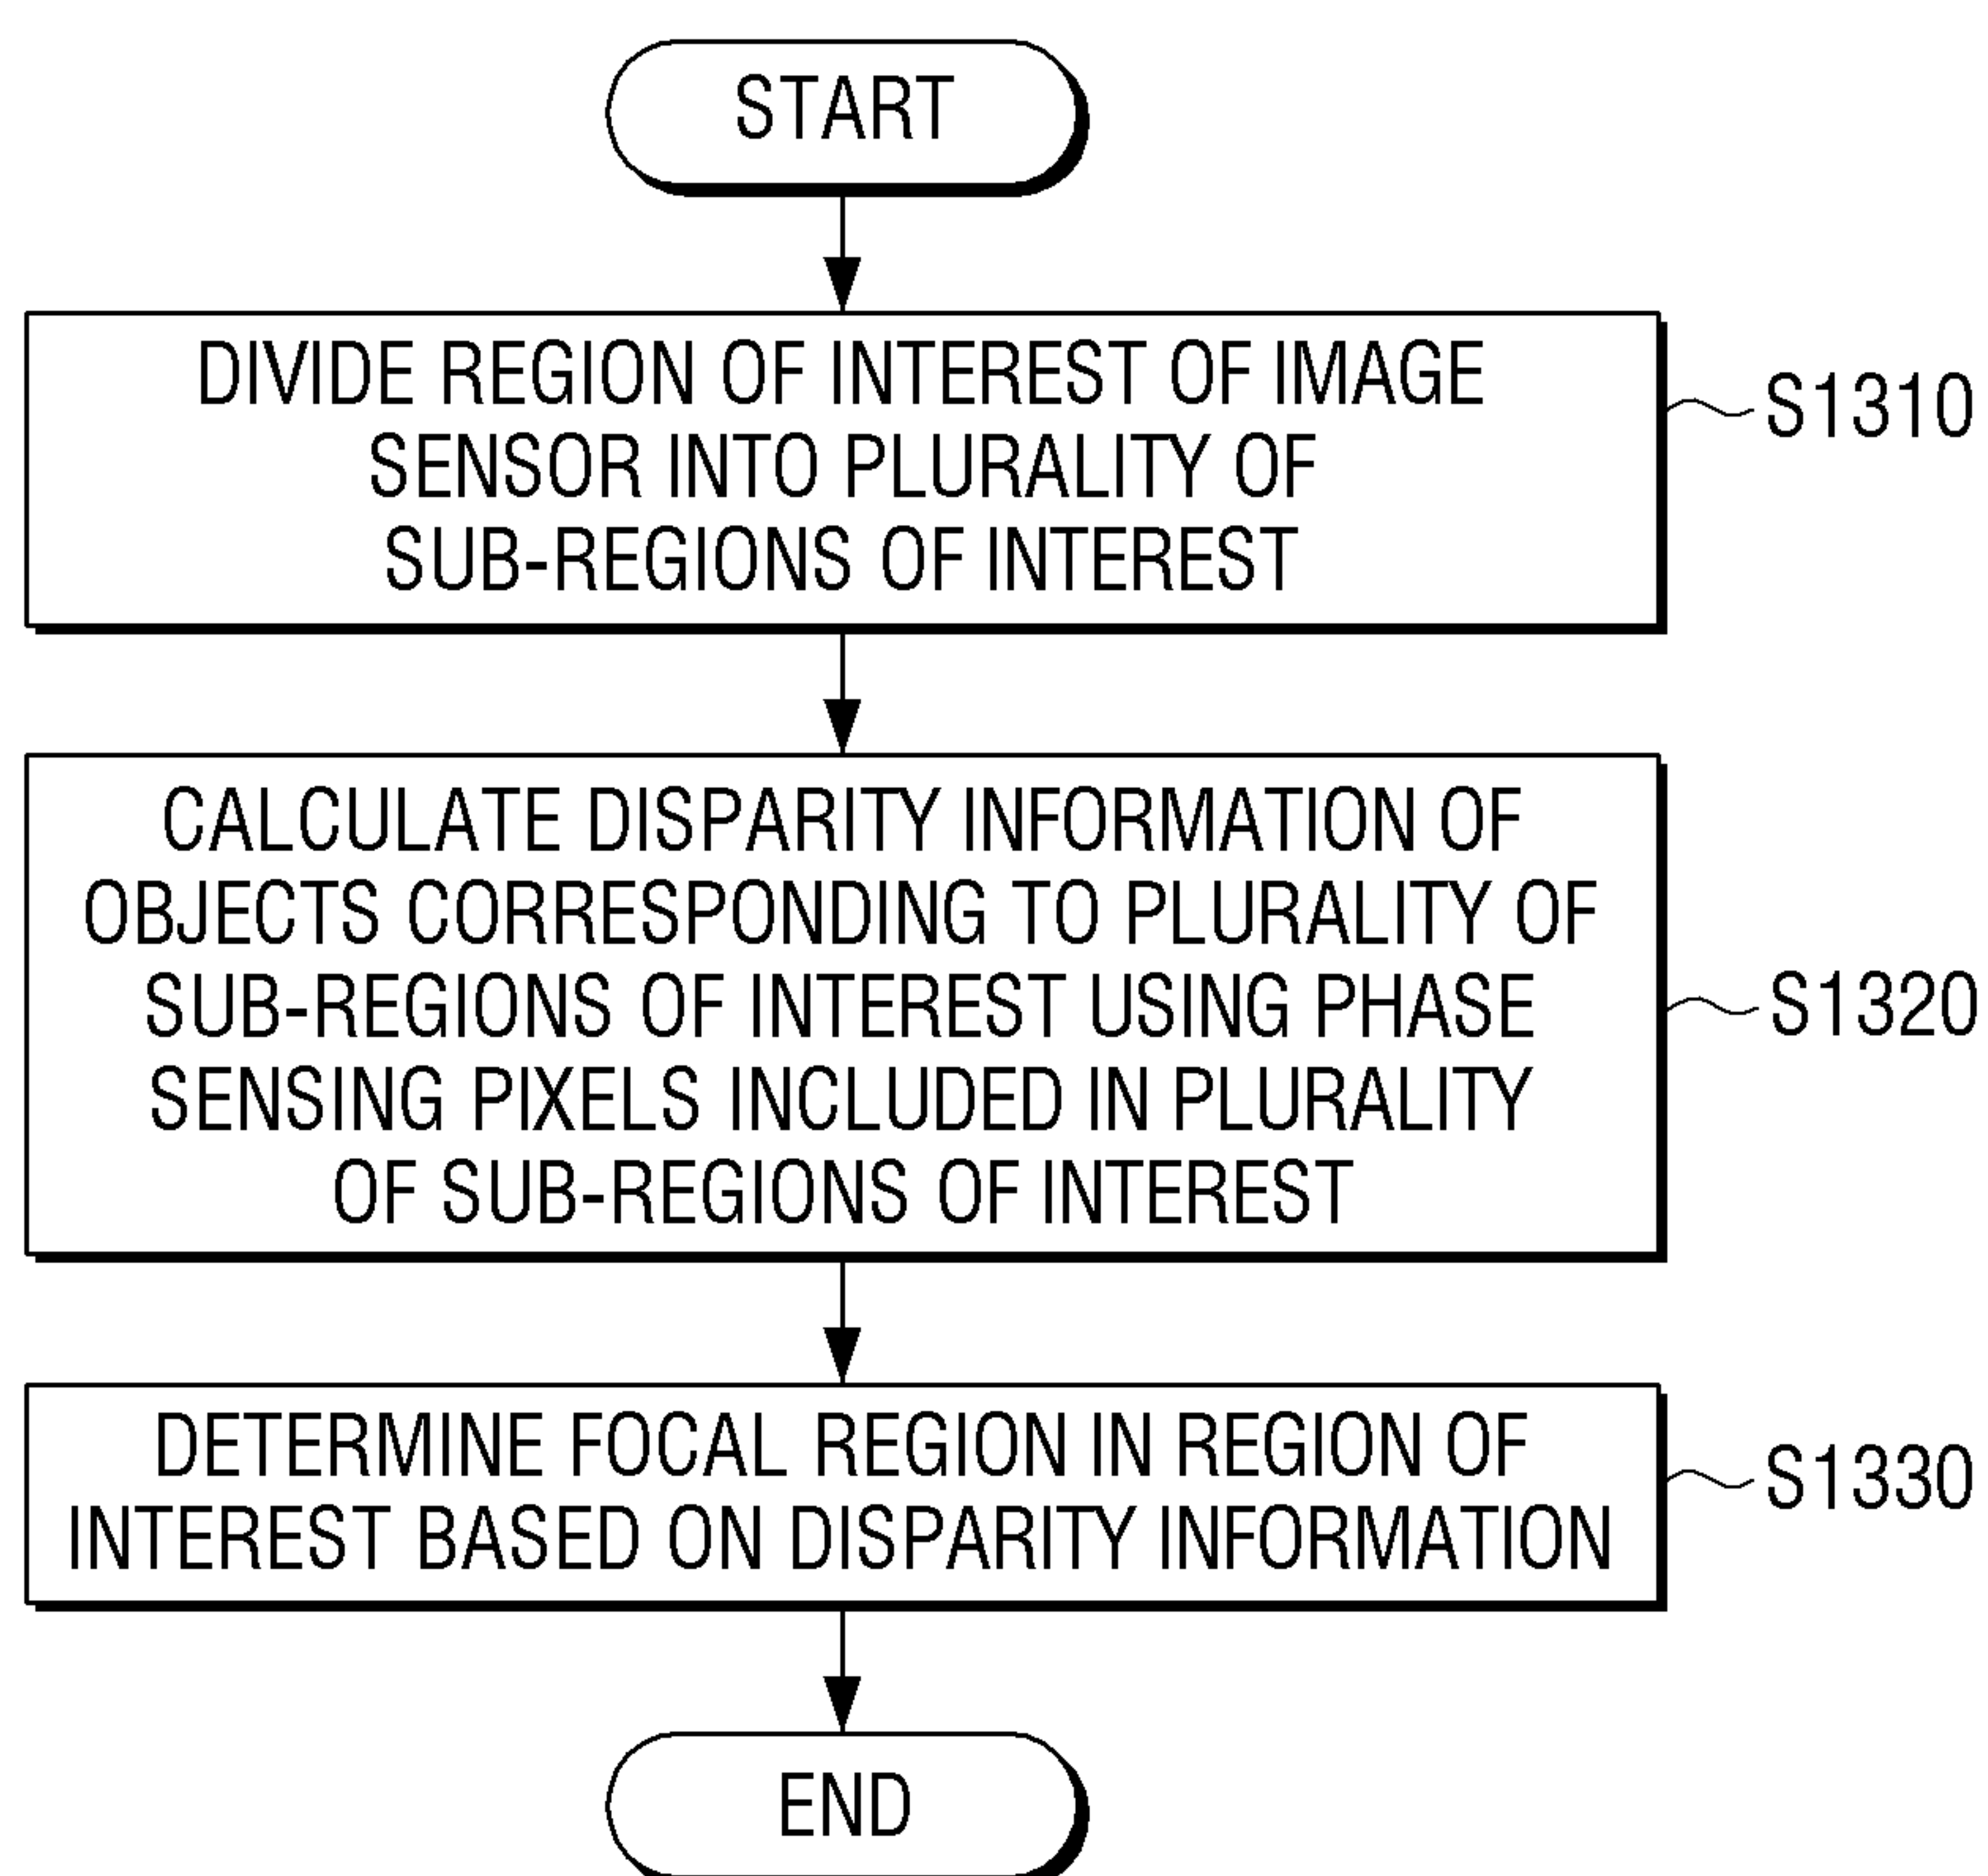 START
DIVIDE REGION OF INTEREST OF IMAGE
SENSOR INTO PLURALITY OF
SUB-REGIONS OF INTEREST
S1310
CALCULATE DISPARITY INFORMATION OF
OBJECTS CORRESPONDING TO PLURALITY OF
SUB-REGIONS OF INTEREST USING PHASE
SENSING PIXELS INCLUDED IN PLURALITY
OF SUB-REGIONS OF INTEREST
S1320
DETERMINE FOCAL REGION IN REGION OF
INTEREST BASED ON DISPARITY INFORMATION
S1330
END